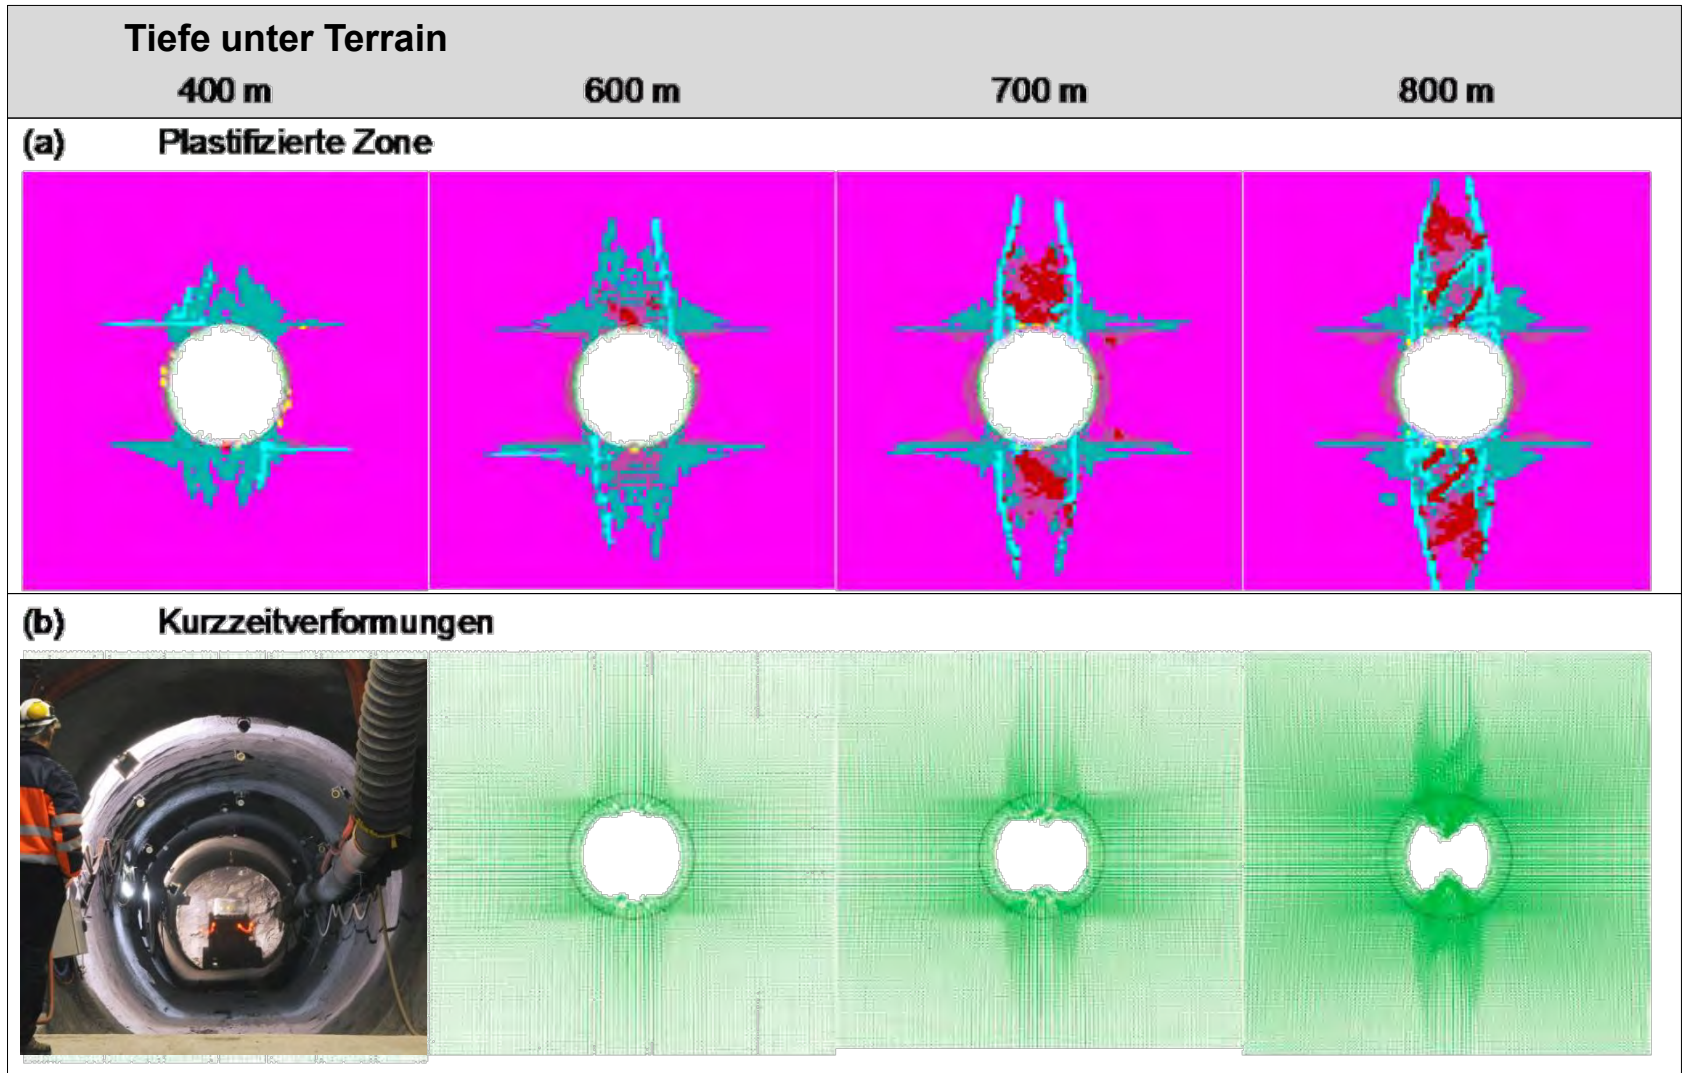 Tiefe unter Terrain
400 m 600 m 700 m 800 m
(a) Plastifizierte Zone
(b) Kurzzeitverformungen